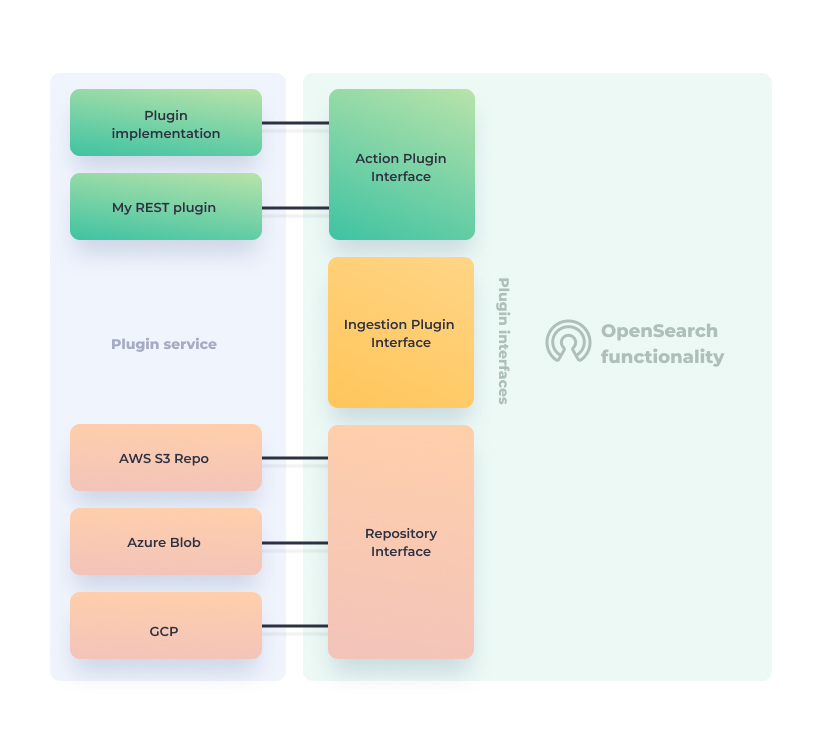 Plugin
implementation
My REST plugin
Plugin service
AWS S3 Repo
Azure Blob
GCP
Action Plugin
Interface
Ingestion Plugin
Interface
Repository
Interface
Plugin interfaces
OpenSearch
functionality